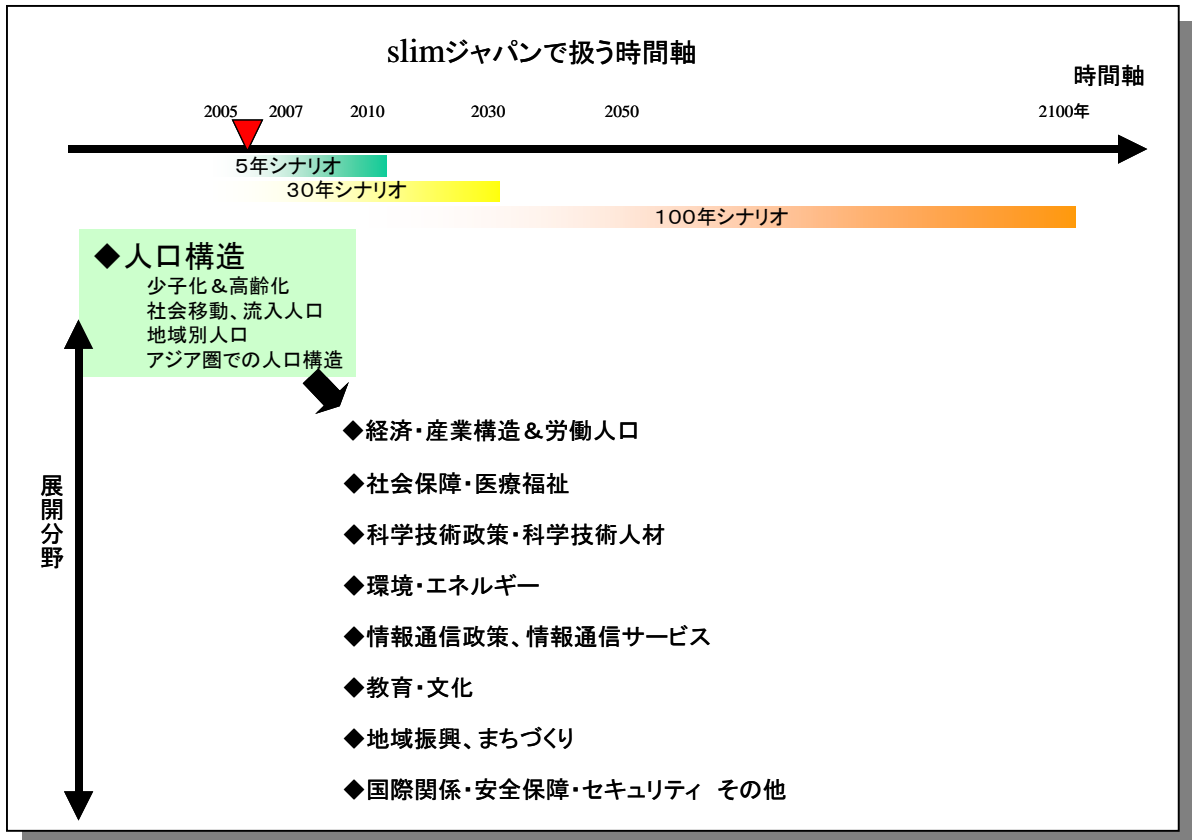 slimジャパンで扱う時間軸
時間軸
2005 2007 2010 2030 2050 2100年
5年シナリオ
30年シナリオ
100年シナリオ
◆人口構造
少子化&高齢化
社会移動、流入人口
地域別人口
アジア圏での人口構造
展開分野
◆経済・産業構造&労働人口
◆社会保障・医療福祉
◆科学技術政策・科学技術人材
◆環境・エネルギー
◆情報通信政策、情報通信サービス
◆教育・文化
◆地域振興、まちづくり
◆国際関係・安全保障・セキュリティ その他